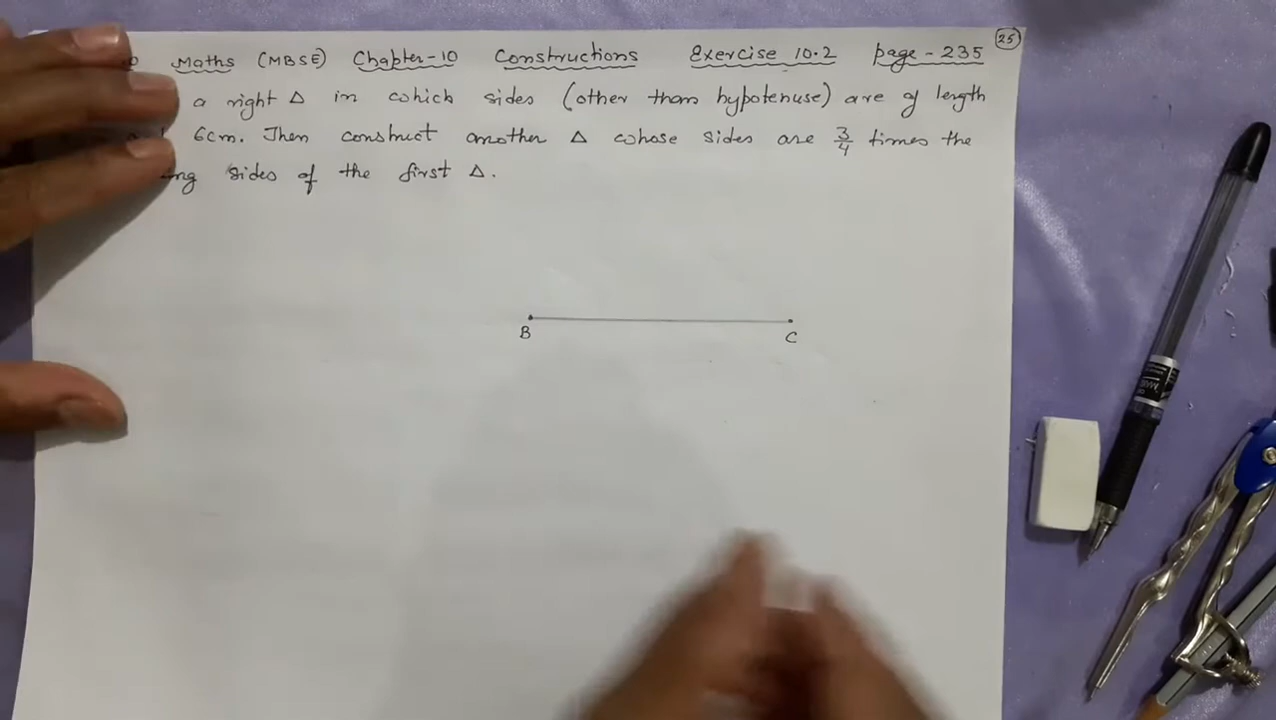 Maths (MBSE) Chapter-10 Constructions Exercise 10.2 page-235 25
a right Δ in which sides (other than hypotenuse) are of length
6cm. Then construct another Δ whose sides are 3/4 times the
sides of the first Δ.
B C